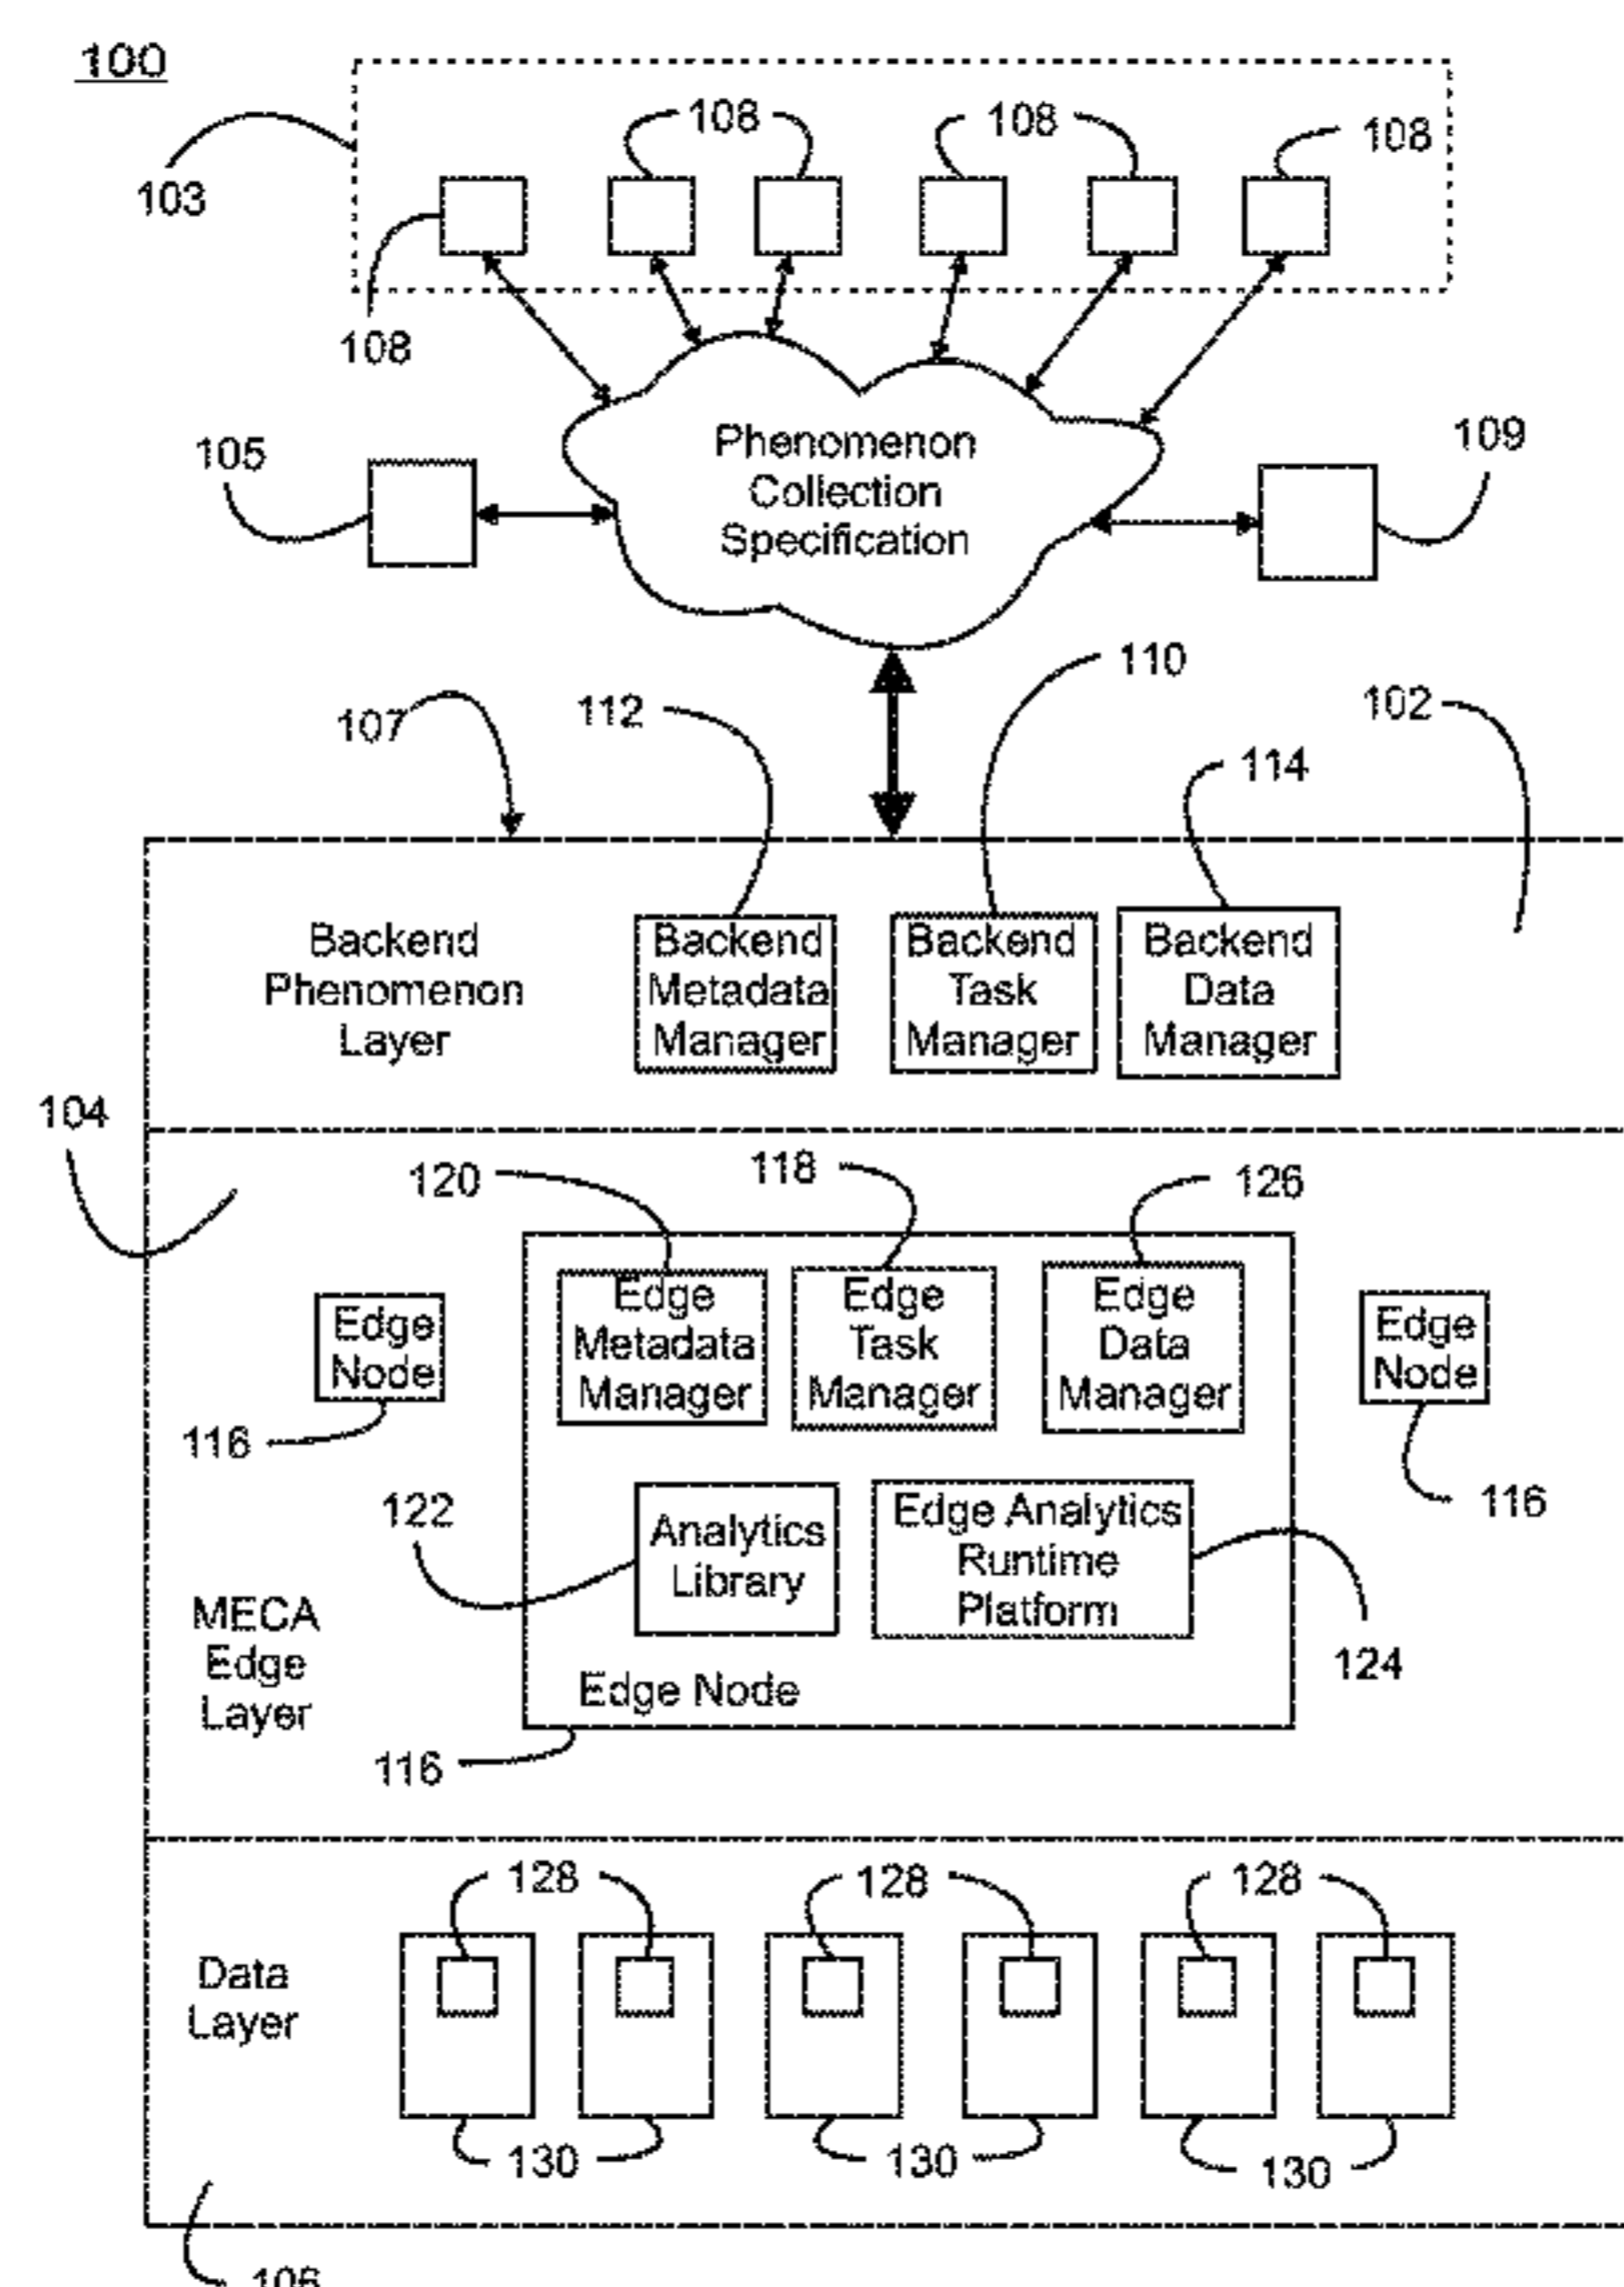 100
108
108
108
103
108
Phenomenon
Collection
Specification
105
109
110
112
102
107
114
Backend
Phenomenon
Layer
Backend
Metadata
Manager
Backend
Task
Manager
Backend
Data
Manager
104
120
118
126
Edge
Metadata
Manager
Edge
Task
Manager
Edge
Data
Manager
Edge
Node
Edge
Node
116
116
122
Analytics
Library
Edge Analytics
Runtime
Platform
124
MECA
Edge
Layer
Edge Node
116
128
128
128
Data
Layer
130
130
130
106